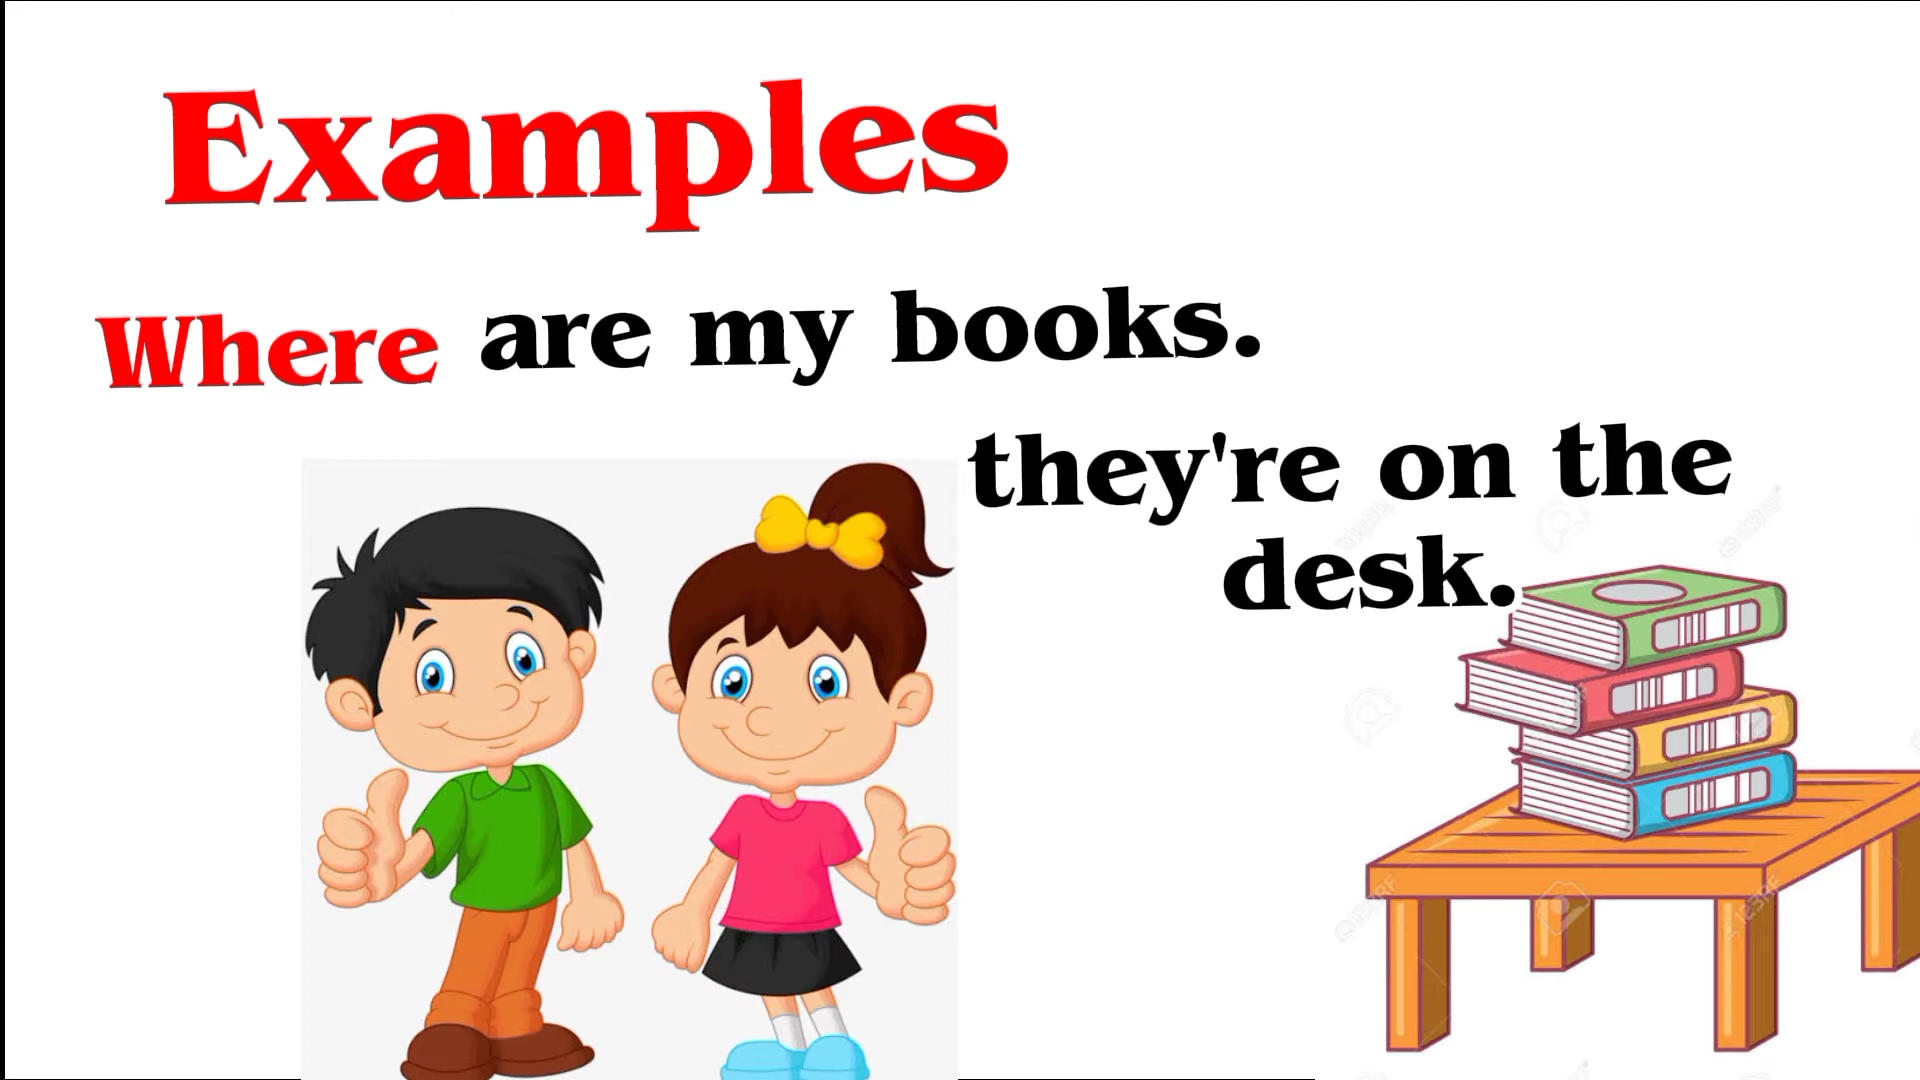 Examples
Where are my books.
they're on the
desk.